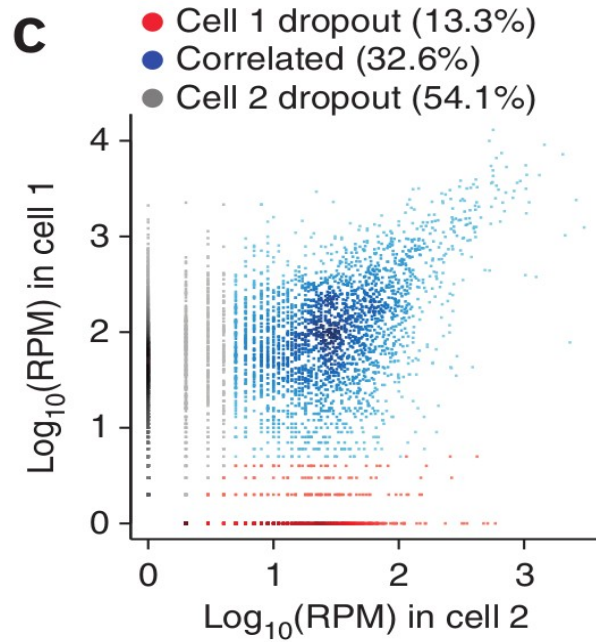 c
Cell 1 dropout (13.3%)
Correlated (32.6%)
Cell 2 dropout (54.1%)
Log10(RPM) in cell 1
4
3
2
1
0
0 1 2 3
Log10(RPM) in cell 2